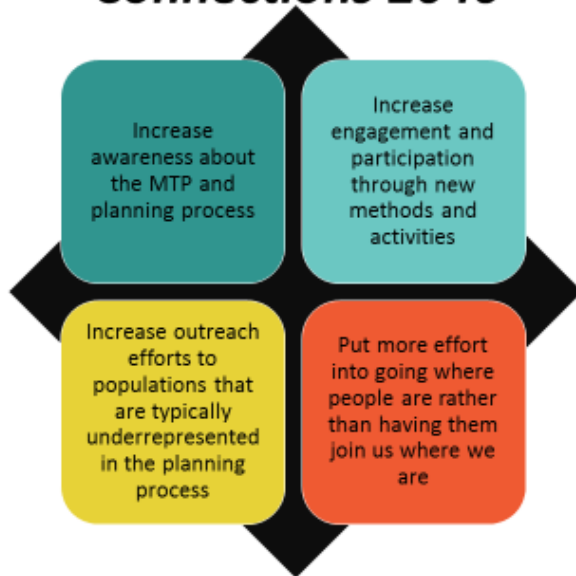 Increase
awareness about
the MTP and
planning process
Increase
engagement and
participation
through new
methods and
activities
Increase outreach
efforts to
populations that
are typically
underrepresented
in the planning
process
Put more effort
into going where
people are rather
than having them
join us where we
are